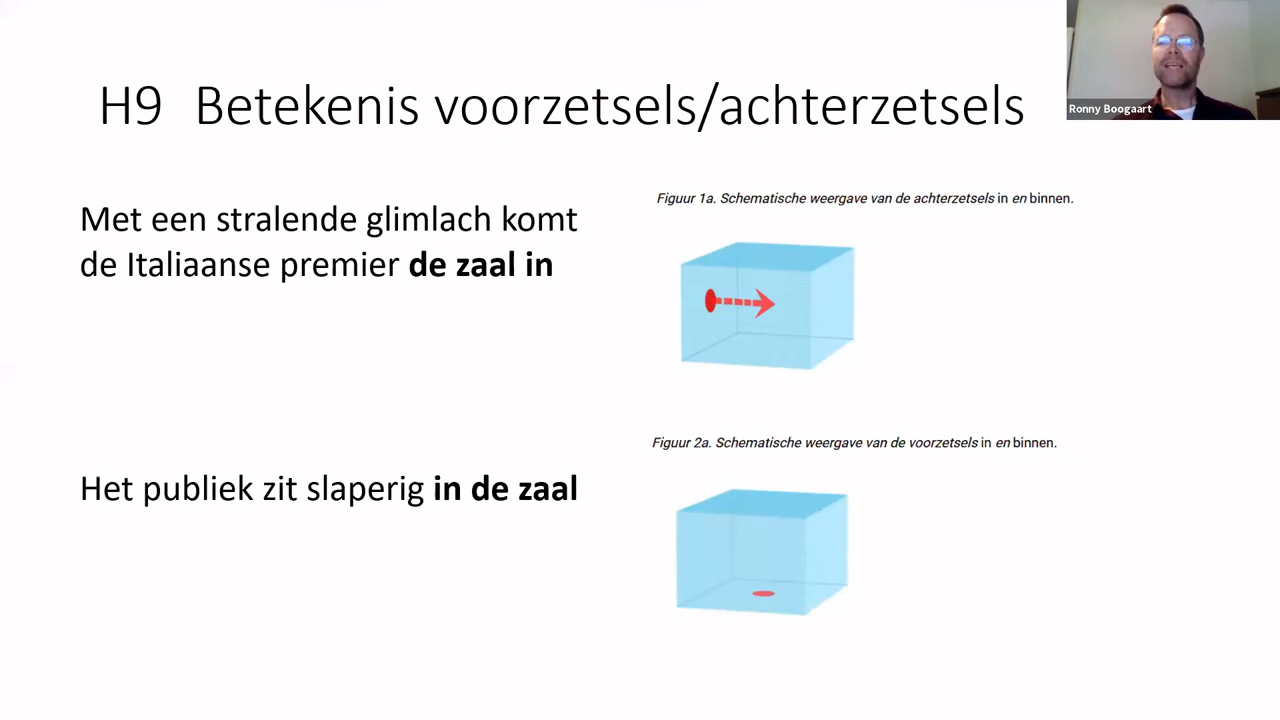 H9 Betekenis voorzetsels/achterzetsels
Ronny Boogaart
Met een stralende glimlach komt
de Italiaanse premier de zaal in
Figuur 1a. Schematische weergave van de achterzetsels in en binnen.
Figuur 2a. Schematische weergave van de voorzetsels in en binnen.
Het publiek zit slaperig in de zaal